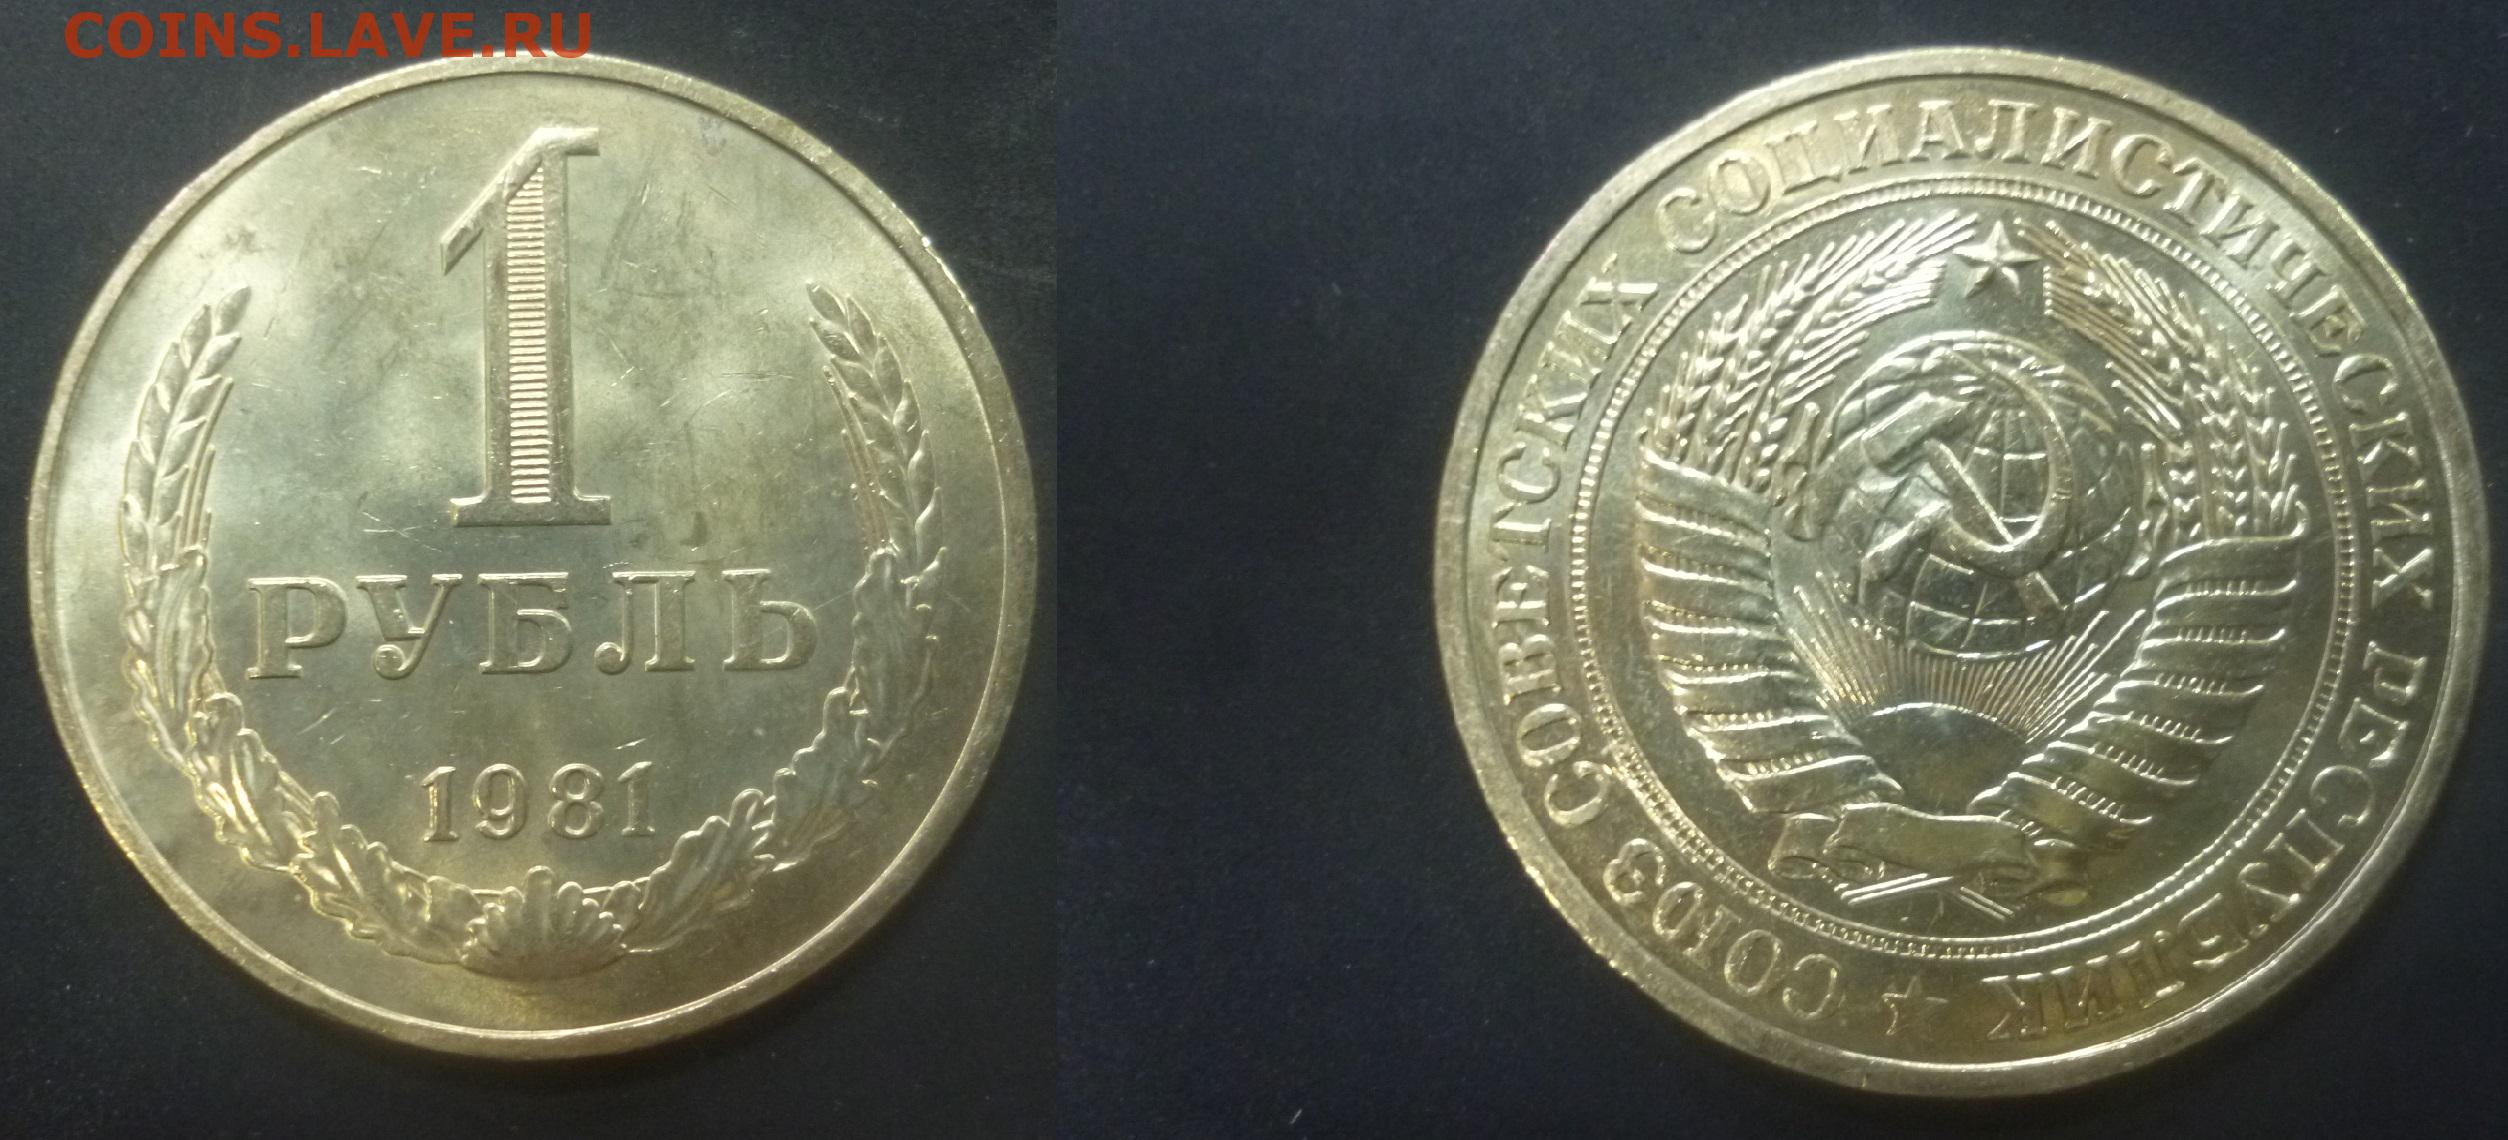 COINS.LAVE.RU
1
РУБЛЬ
1981
СОЮЗ СОВЕТСКИХ СОЦИАЛИСТИЧЕСКИХ РЕСПУБЛИК